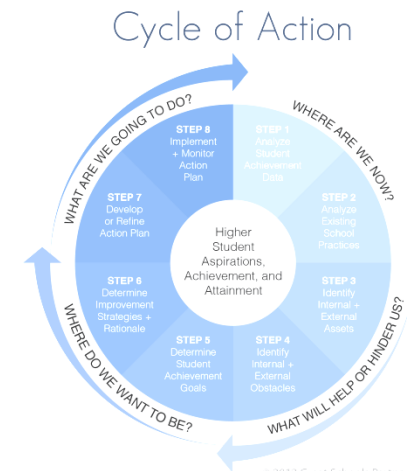 Cycle of Action
WHERE ARE WE NOW?
STEP 1
Analyze
Student
Achievement
Data
STEP 2
Analyze
Existing
School
Practices
WHAT WILL HELP OR HINDER US?
STEP 3
Identify
Internal +
External
Assets
STEP 4
Identify
Internal +
External
Obstacles
WHERE DO WE WANT TO BE?
STEP 5
Determine
Student
Achievement
Goals
STEP 6
Determine
Improvement
Strategies +
Rationale
WHAT ARE WE GOING TO DO?
STEP 7
Develop
or Refine
Action Plan
STEP 8
Implement
+ Monitor
Action
Plan
Higher
Student
Aspirations,
Achievement, and
Attainment